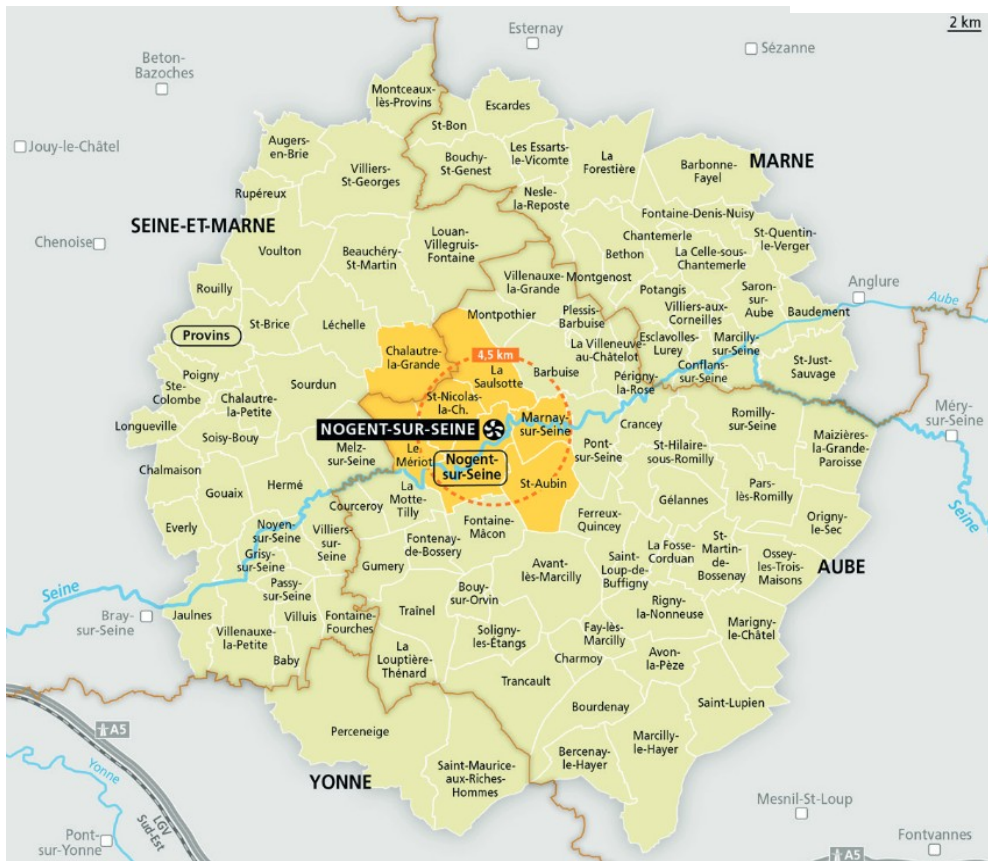 2 km
Esternay
Sézanne
Beton-
Bazoches
Montceaux-
lès-Provins
Escardes
St-Bon
Jouy-le-Châtel
Augers-
en-Brie
Les Essarts-
le-Vicomte
La
Forestière
MARNE
Villiers-
St-Georges
Bouchy-
St-Genest
Barbonne-
Fayel
Rupéreux
Nesle-
la-Reposte
SEINE-ET-MARNE
Louan-
Villegruis-
Fontaine
Fontaine-Denis-Nuisy
Chenoise
Voulton
Beauchéry-
St-Martin
Chantemerle
St-Quentin-
le-Verger
Bethon
La Celle-sous-
Chantemerle
Rouilly
Villenauxe-
la-Grande
Montgenost
Anglure
Potangis
Saron-
sur-
Aube
Aube
St-Brice
Léchelle
Montpothier
Plessis-
Barbuise
Villiers-aux-
Corneilles
Baudement
Provins
La Villeneuve-
au-Châtelot
Esclavolles-
Lurey
Marcilly-
sur-Seine
Chalautre-
la-Grande
4,5 km
La
Saulsotte
Barbuise
Conflans-
sur-Seine
St-Just-
Sauvage
Poigny
Périgny-
la-Rose
Ste-
Colombe
Sourdun
St-Nicolas-
la-Ch.
Chalautre-
la-Petite
Longueville
Marnay-
sur-Seine
Crancey
Romilly-
sur-Seine
Méry-
sur-Seine
NOGENT-SUR-SEINE
Soisy-Bouy
Melz-
sur-Seine
Le
Mériot
Nogent-
sur-Seine
Pont-
sur-Seine
St-Hilaire-
sous-Romilly
Maizières-
la-Grande-
Paroisse
Chalmaison
Gouaix
Hermé
La
Motte-
Tilly
St-Aubin
Pars-
lès-Romilly
Gélannes
Courceroy
Origny-
le-Sec
Seine
Everly
Noyen-
sur-Seine
Villiers-
sur-
Seine
Fontaine-
Mâcon
Ferreux-
Quincey
Fontenay-
de-Bossery
La Fosse-
Corduan
St-
Martin-
de-
Bossenay
Ossey-
les-Trois-
Maisons
AUBE
Grisy-
sur-Seine
Gumery
Avant-
lès-Marcilly
Saint-
Loup-de-
Buffigny
Seine
Passy-
sur-Seine
Bouy-
sur-Orvin
Rigny-
la-Nonneuse
Bray-
sur-Seine
Jaulnes
Villuis
Fontaine-
Fourches
Traînel
Marigny-
le-Châtel
Villenauxe-
la-Petite
Soligny-
les-Étangs
Fay-lès-
Marcilly
Baby
La
Louptière-
Thénard
Charmoy
Avon-
la-Pèze
Trancault
Saint-Lupien
Bourdenay
A5
Perceneige
Marcilly-
le-Hayer
Bercenay-
le-Hayer
Yonne
YONNE
Saint-Maurice-
aux-Riches-
Hommes
Mesnil-St-Loup
LGV
Sud-Est
Pont-
sur-Yonne
Fontvannes
A5